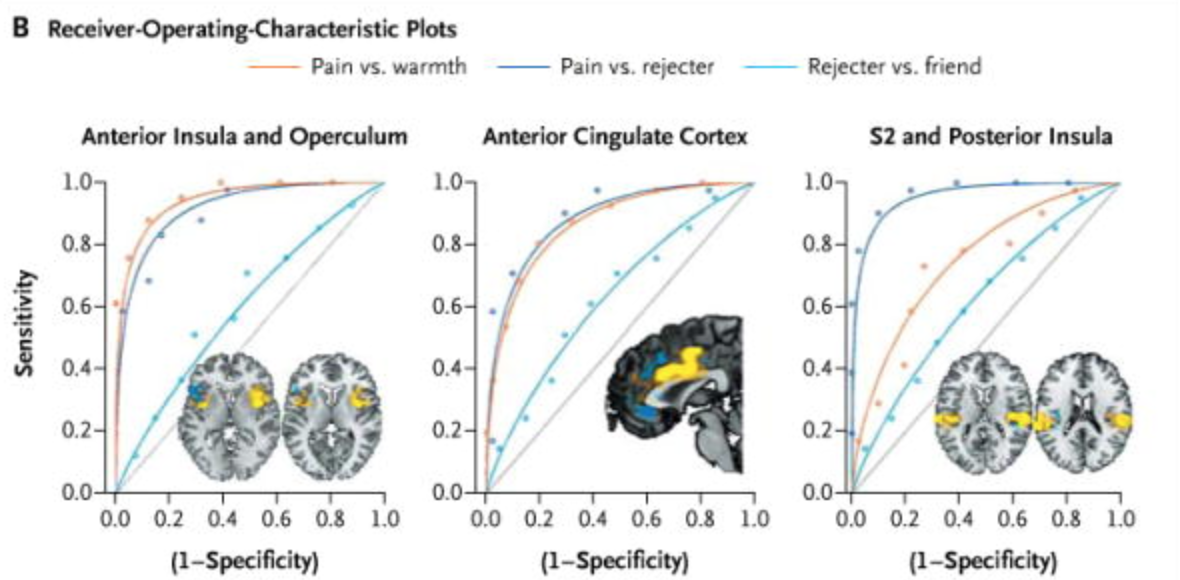 B Receiver-Operating-Characteristic Plots
Pain vs. warmth Pain vs. rejecter Rejecter vs. friend
Anterior Insula and Operculum Anterior Cingulate Cortex S2 and Posterior Insula
Sensitivity
1.0 1.0 1.0
0.8 0.8 0.8
0.6 0.6 0.6
0.4 0.4 0.4
0.2 0.2 0.2
0.0 0.0 0.0
0.0 0.2 0.4 0.6 0.8 1.0 0.0 0.2 0.4 0.6 0.8 1.0 0.0 0.2 0.4 0.6 0.8 1.0
(1–Specificity) (1–Specificity) (1–Specificity)